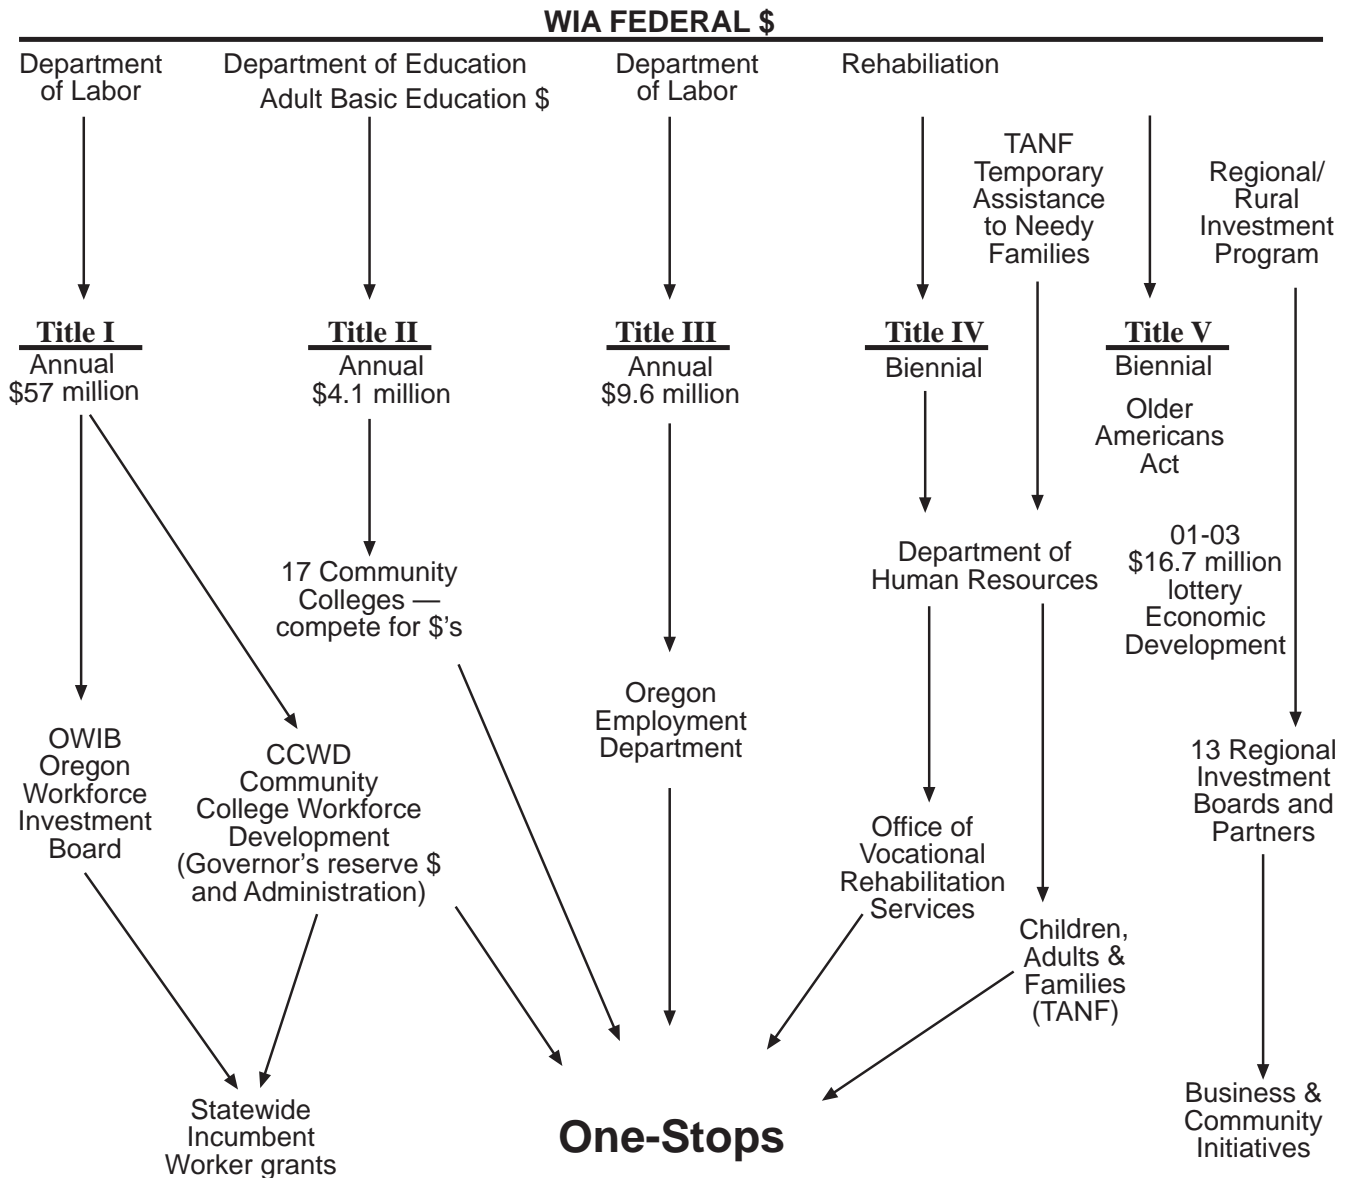 WIA FEDERAL $
Department
of Labor
Department of Education
Adult Basic Education $
Department
of Labor
Rehabiliation
TANF
Temporary
Assistance
to Needy
Families
Regional/
Rural
Investment
Program
Title I
Annual
$57 million
Title II
Annual
$4.1 million
Title III
Annual
$9.6 million
Title IV
Biennial
Title V
Biennial
Older
Americans
Act
17 Community
Colleges —
compete for $'s
Department of
Human Resources
01-03
$16.7 million
lottery
Economic
Development
OWIB
Oregon
Workforce
Investment
Board
CCWD
Community
College Workforce
Development
(Governor's reserve $
and Administration)
Oregon
Employment
Department
Office of
Vocational
Rehabilitation
Services
Children,
Adults &
Families
(TANF)
13 Regional
Investment
Boards and
Partners
Statewide
Incumbent
Worker grants
One-Stops
Business &
Community
Initiatives